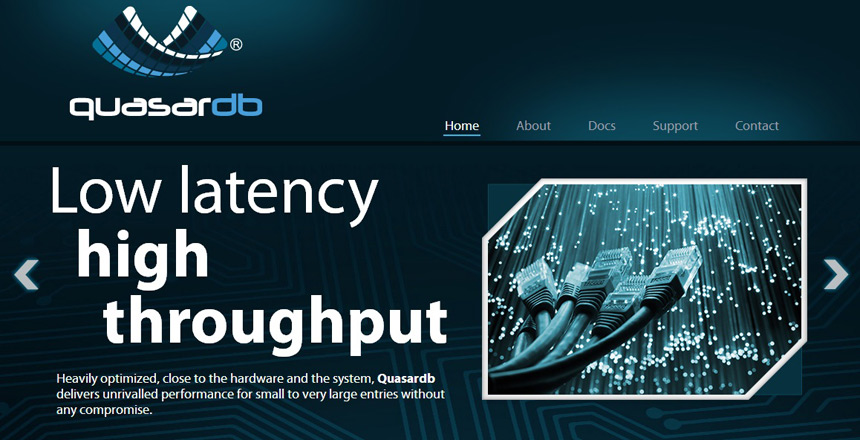 ®
quasardb
Home About Docs Support Contact
Low latency
high
throughput
Heavily optimized, close to the hardware and the system, Quasardb
delivers unrivalled performance for small to very large entries without
any compromise.